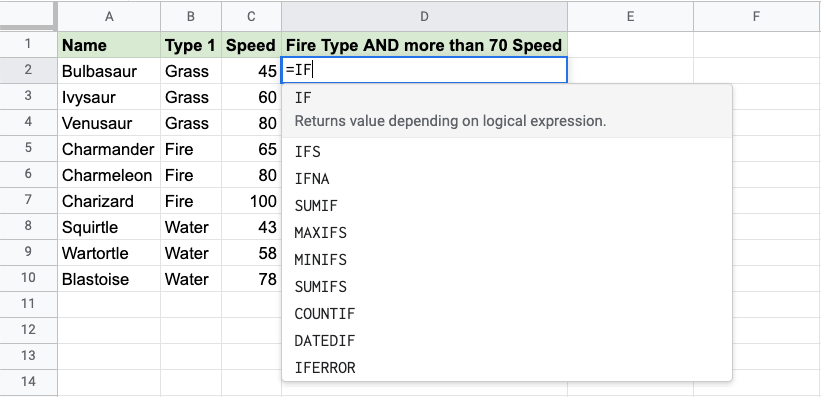 A B C D E F
1 Name Type 1 Speed Fire Type AND more than 70 Speed
2 Bulbasaur Grass 45 =IF
3 Ivysaur Grass 60 IF
Returns value depending on logical expression.
4 Venusaur Grass 80
5 Charmander Fire 65 IFS
6 Charmeleon Fire 80 IFNA
7 Charizard Fire 100 SUMIF
8 Squirtle Water 43 MAXIFS
9 Wartortle Water 58 MINIFS
10 Blastoise Water 78 SUMIFS
11 COUNTIF
12 DATEDIF
13 IFERROR
14